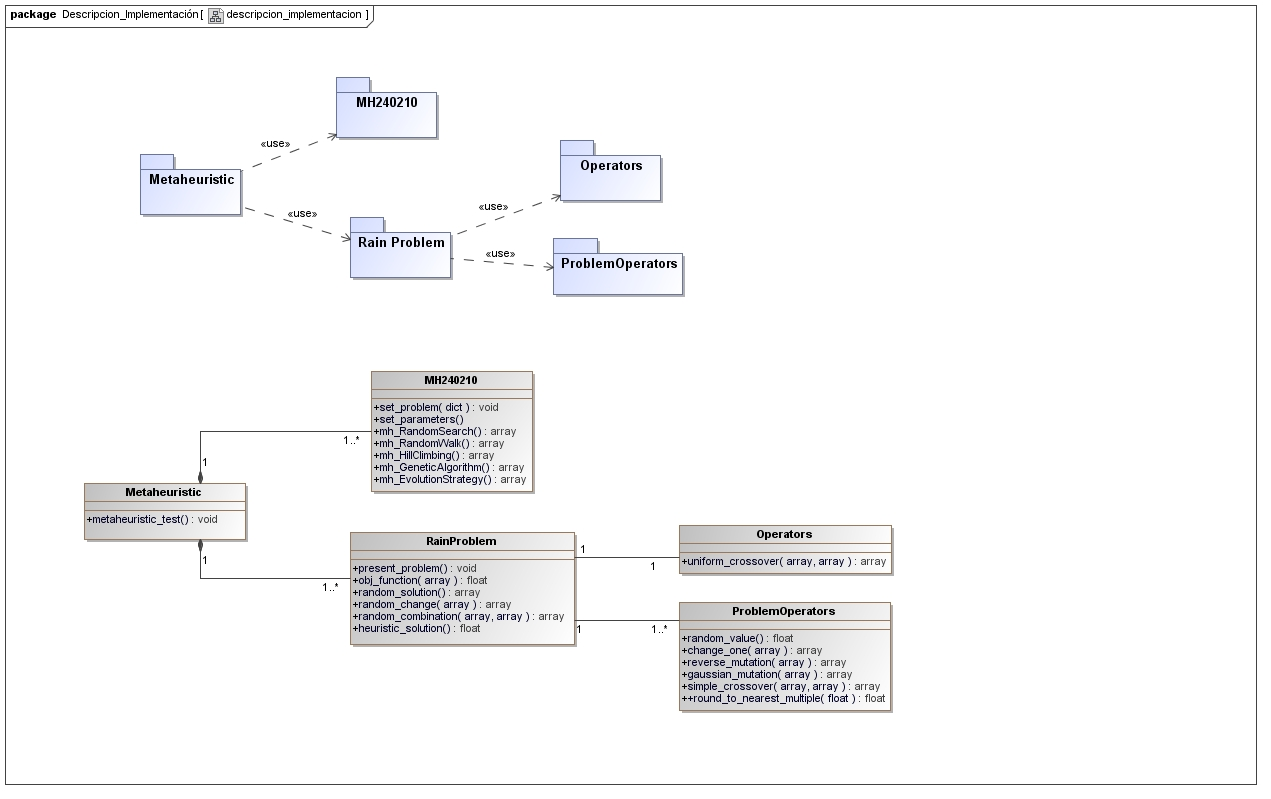 package Descripcion_Implementación[ descripcion_implementacion ]
MH240210
«use»
Metaheuristic
«use»
Operators
«use»
Rain Problem
«use»
ProblemOperators
MH240210
+set_problem( dict ) : void
+set_parameters()
+mh_RandomSearch() : array
+mh_RandomWalk() : array
+mh_HillClimbing() : array
+mh_GeneticAlgorithm() : array
+mh_EvolutionStrategy() : array
1..*
1
Metaheuristic
+metaheuristic_test() : void
1
1..*
RainProblem
+present_problem() : void
+obj_function( array ) : float
+random_solution() : array
+random_change( array ) : array
+random_combination( array, array ) : array
+heuristic_solution() : float
1
1
Operators
+uniform_crossover( array, array ) : array
1
1..*
ProblemOperators
+random_value() : float
+change_one( array ) : array
+reverse_mutation( array ) : array
+gaussian_mutation( array ) : array
+simple_crossover( array, array ) : array
++round_to_nearest_multiple( float ) : float